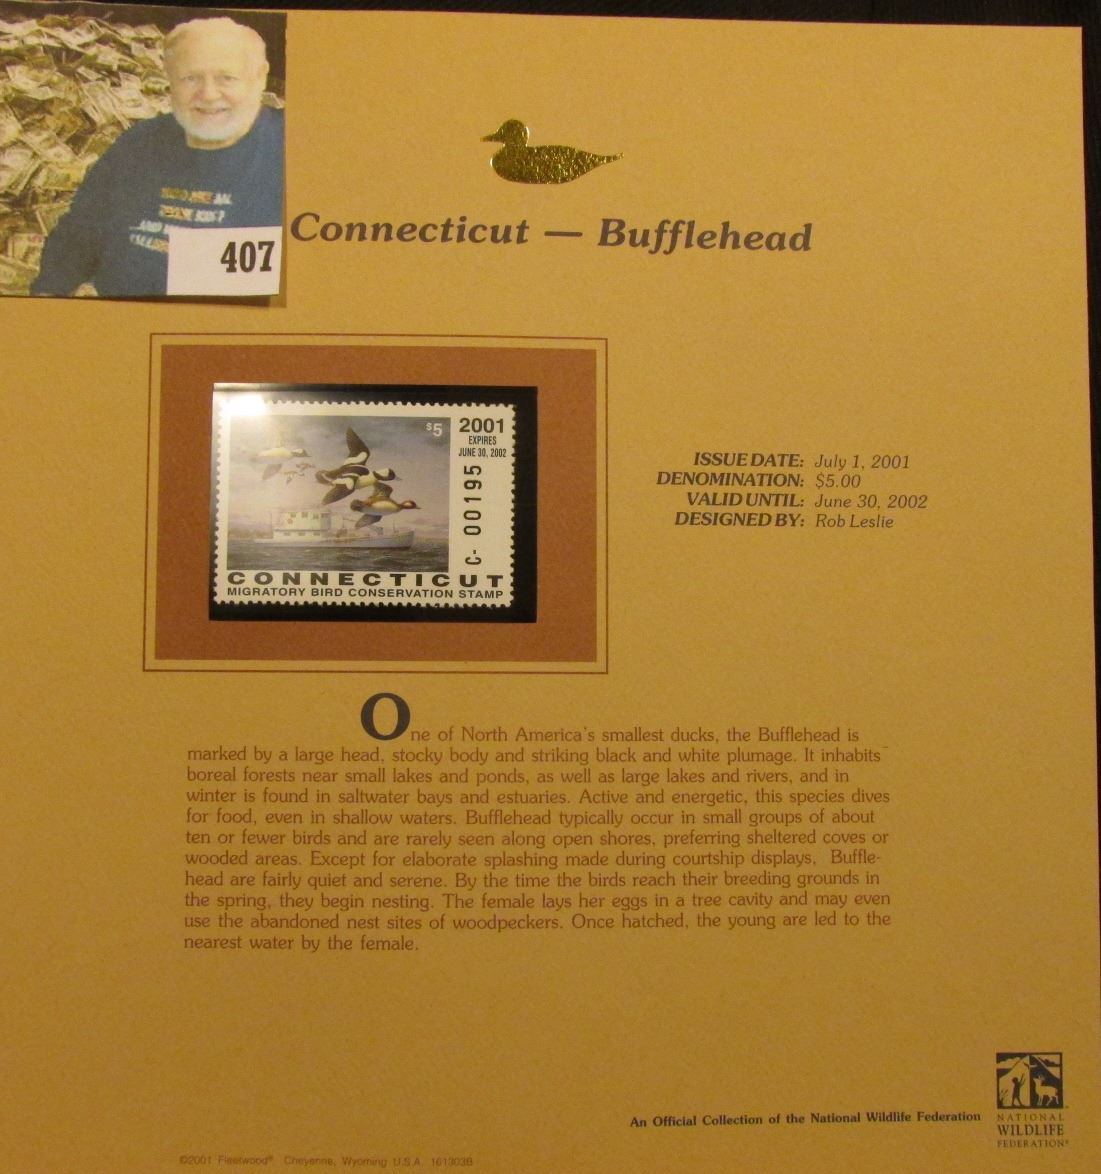 407
Connecticut — Bufflehead
$5
2001
EXPIRES
JUNE 30, 2002
C- 00195
CONNECTICUT
MIGRATORY BIRD CONSERVATION STAMP
ISSUE DATE: July 1, 2001
DENOMINATION: $5.00
VALID UNTIL: June 30, 2002
DESIGNED BY: Rob Leslie
One of North America's smallest ducks, the Bufflehead is
marked by a large head, stocky body and striking black and white plumage. It inhabits
boreal forests near small lakes and ponds, as well as large lakes and rivers, and in
winter is found in saltwater bays and estuaries. Active and energetic, this species dives
for food, even in shallow waters. Bufflehead typically occur in small groups of about
ten or fewer birds and are rarely seen along open shores, preferring sheltered coves or
wooded areas. Except for elaborate splashing made during courtship displays, Buffle-
head are fairly quiet and serene. By the time the birds reach their breeding grounds in
the spring, they begin nesting. The female lays her eggs in a tree cavity and may even
use the abandoned nest sites of woodpeckers. Once hatched, the young are led to the
nearest water by the female.
An Official Collection of the National Wildlife Federation
NATIONAL
WILDLIFE
FEDERATION®
©2001 Fleetwood® Cheyenne, Wyoming U.S.A. 161303B